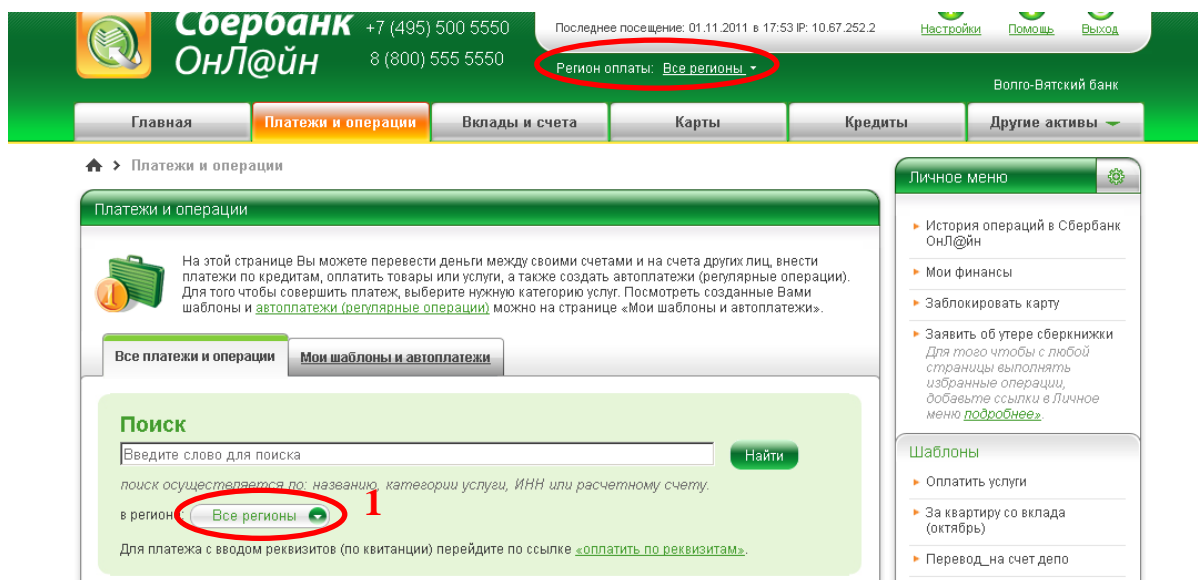 Сбербанк
ОнЛ@йн
+7 (495) 500 5550
8 (800) 555 5550
Последнее посещение: 01.11.2011 в 17:53 IP: 10.67.252.2
Регион оплаты: Все регионы
Настройки Помощь Выход
Волго-Вятский банк
Главная Платежи и операции Вклады и счета Карты Кредиты Другие активы
Платежи и операции
Платежи и операции
На этой странице Вы можете перевести деньги между своими счетами и на счета других лиц, внести
платежи по кредитам, оплатить товары или услуги, а также создать автоплатежи (регулярные операции).
Для того чтобы совершить платеж, выберите нужную категорию услуг. Посмотреть созданные Вами
шаблоны и автоплатежи (регулярные операции) можно на странице «Мои шаблоны и автоплатежи».
Все платежи и операции Мои шаблоны и автоплатежи
Поиск
Введите слово для поиска Найти
поиск осуществляется по: названию, категории услуги, ИНН или расчетному счету.
в регионе: Все регионы 1
Для платежа с вводом реквизитов (по квитанции) перейдите по ссылке «оплатить по реквизитам».
Личное меню
История операций в Сбербанк
ОнЛ@йн
Мои финансы
Заблокировать карту
Заявить об утере сберкнижки
Для того чтобы с любой
страницы выполнять
избранные операции,
добавьте ссылки в Личное
меню подробнее».
Шаблоны
Оплатить услуги
За квартиру со вклада
(октябрь)
Перевод_на счет депо